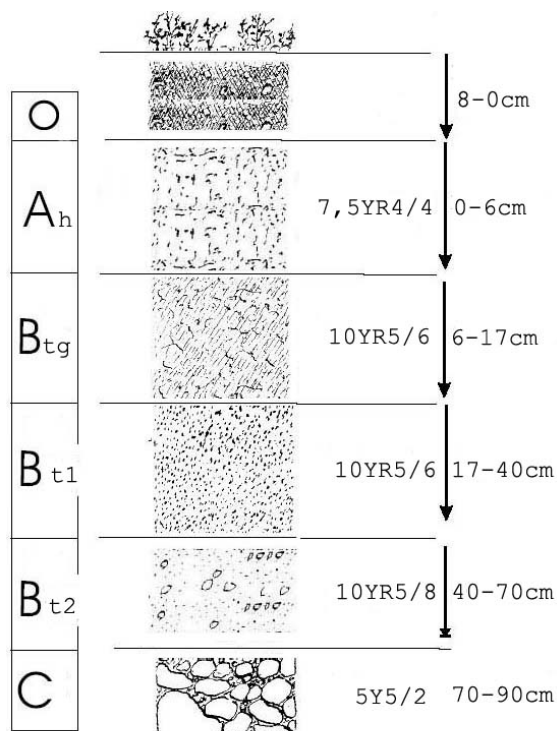 O 8-0cm
Ah 7,5YR4/4 0-6cm
Btg 10YR5/6 6-17cm
Bt1 10YR5/6 17-40cm
Bt2 10YR5/8 40-70cm
C 5Y5/2 70-90cm